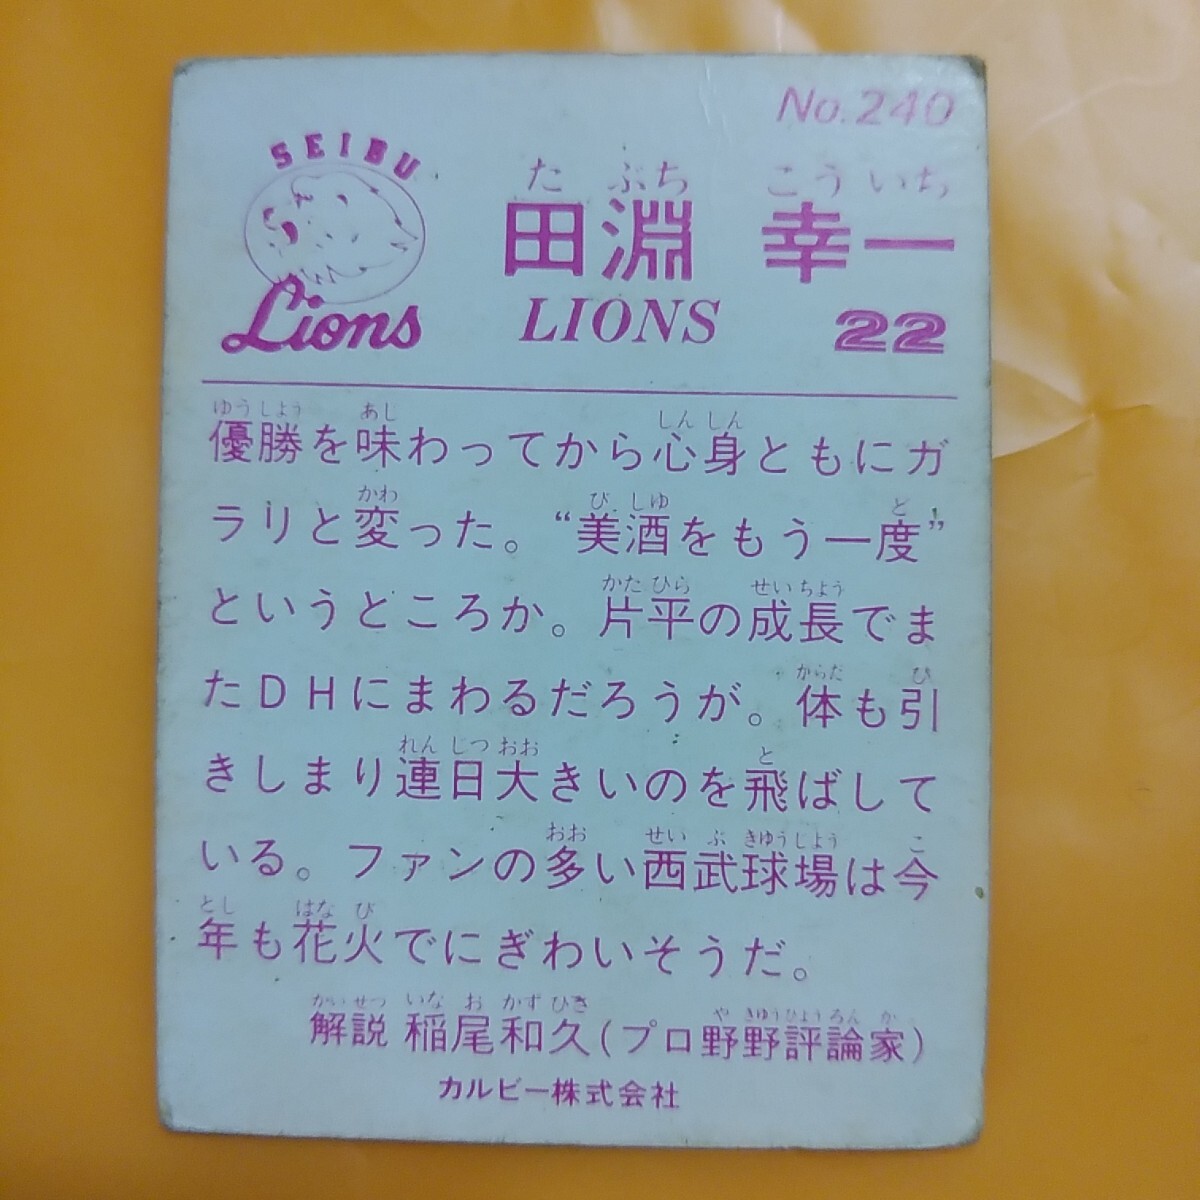 No.240
SEIBU
Lions
た ぶち こう いち
田淵 幸一
LIONS 22
ゆう しよう あし しん しん
優勝を味わってから心身ともにガ
かわ び しゆ ど
ラリと変った。“美酒をもう一度”
かた ひら せい ちよう
というところか。片平の成長でま
からだ ひ
たDHにまわるだろうが。体も引
れん じつ おお と
きしまり連日大きいのを飛ばして
おお せい ぶ きゆう じよう こ
いる。ファンの多い西武球場は今
とし はな び
年も花火でにぎわいそうだ。
かい せつ いな お かず ひさ や きゆう ひよう ろん か
解説 稲尾和久(プロ野野評論家)
カルビー株式会社